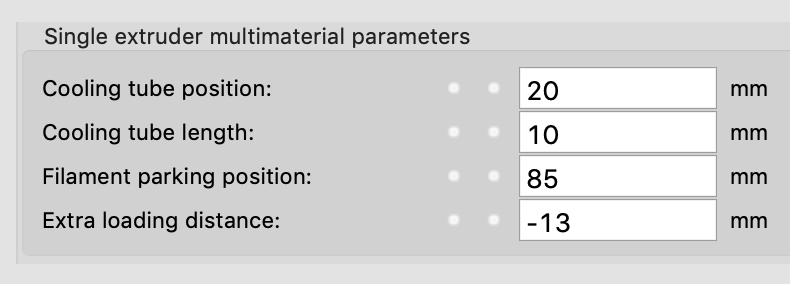 Single extruder multimaterial parameters
Cooling tube position: 20 mm
Cooling tube length: 10 mm
Filament parking position: 85 mm
Extra loading distance: -13 mm